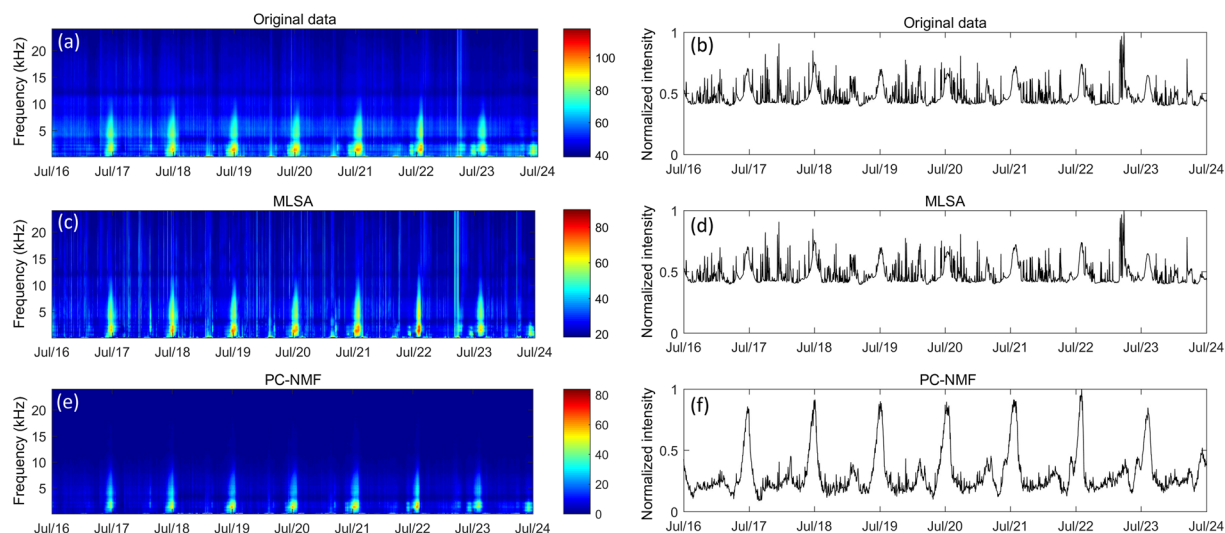 Original data
(a)
Frequency (kHz)
20
15
10
5
100
80
60
40
Jul/16 Jul/17 Jul/18 Jul/19 Jul/20 Jul/21 Jul/22 Jul/23 Jul/24
Original data
(b)
Normalized intensity
1
0.5
0
Jul/16 Jul/17 Jul/18 Jul/19 Jul/20 Jul/21 Jul/22 Jul/23 Jul/24
MLSA
(c)
Frequency (kHz)
20
15
10
5
80
60
40
20
Jul/16 Jul/17 Jul/18 Jul/19 Jul/20 Jul/21 Jul/22 Jul/23 Jul/24
MLSA
(d)
Normalized intensity
1
0.5
0
Jul/16 Jul/17 Jul/18 Jul/19 Jul/20 Jul/21 Jul/22 Jul/23 Jul/24
PC-NMF
(e)
Frequency (kHz)
20
15
10
5
80
60
40
20
0
Jul/16 Jul/17 Jul/18 Jul/19 Jul/20 Jul/21 Jul/22 Jul/23 Jul/24
PC-NMF
(f)
Normalized intensity
1
0.5
0
Jul/16 Jul/17 Jul/18 Jul/19 Jul/20 Jul/21 Jul/22 Jul/23 Jul/24